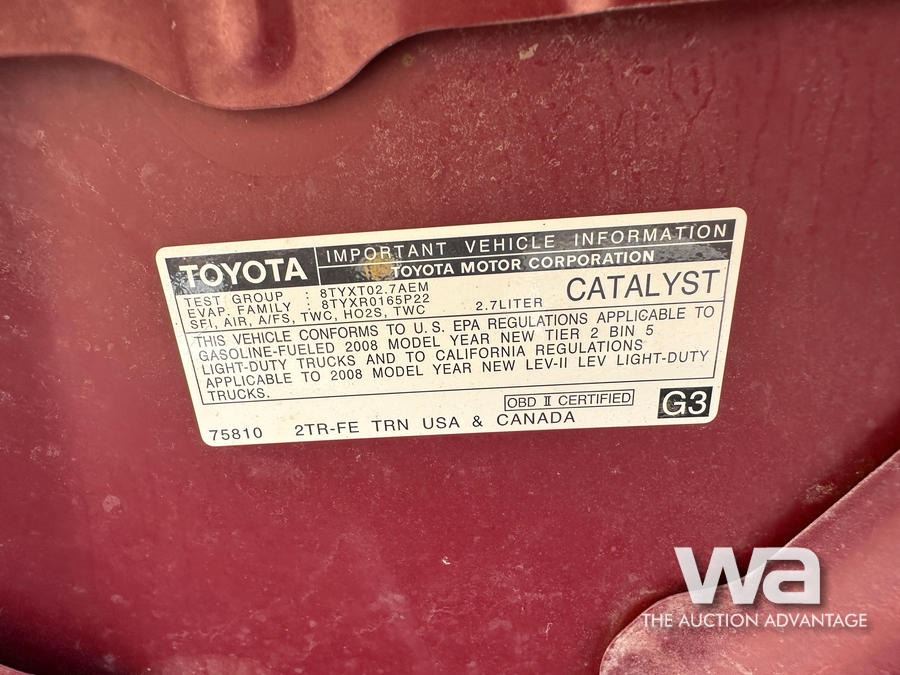 TOYOTA
IMPORTANT VEHICLE INFORMATION
TOYOTA MOTOR CORPORATION
TEST GROUP : 8TYXT02.7AEM
EVAP. FAMILY : 8TYXR0165P22
SFI, AIR, A/FS, TWC, HO2S, TWC
2.7LITER
CATALYST
THIS VEHICLE CONFORMS TO U.S. EPA REGULATIONS APPLICABLE TO
GASOLINE-FUELED 2008 MODEL YEAR NEW TIER 2 BIN 5
LIGHT-DUTY TRUCKS AND TO CALIFORNIA REGULATIONS
APPLICABLE TO 2008 MODEL YEAR NEW LEV-II LEV LIGHT-DUTY
TRUCKS.
OBD II CERTIFIED
G3
75810 2TR-FE TRN USA & CANADA
wa
THE AUCTION ADVANTAGE